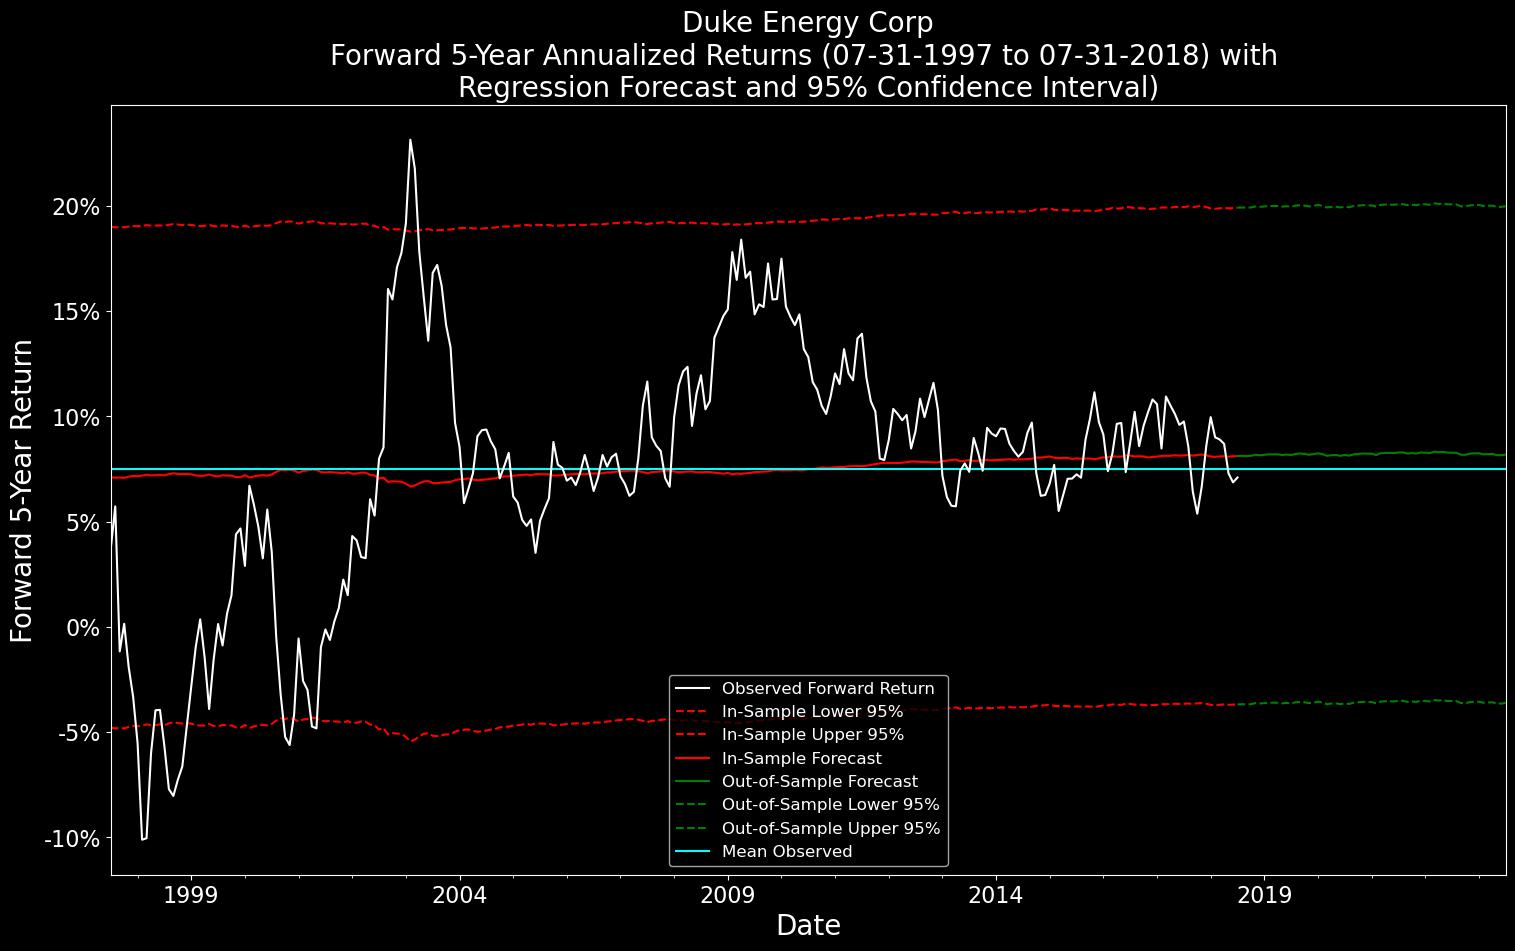 Duke Energy Corp
Forward 5-Year Annualized Returns (07-31-1997 to 07-31-2018) with
Regression Forecast and 95% Confidence Interval)
Forward 5-Year Return
20%
15%
10%
5%
0%
-5%
-10%
Observed Forward Return
In-Sample Lower 95%
In-Sample Upper 95%
In-Sample Forecast
Out-of-Sample Forecast
Out-of-Sample Lower 95%
Out-of-Sample Upper 95%
Mean Observed
1999
2004
2009
2014
2019
Date